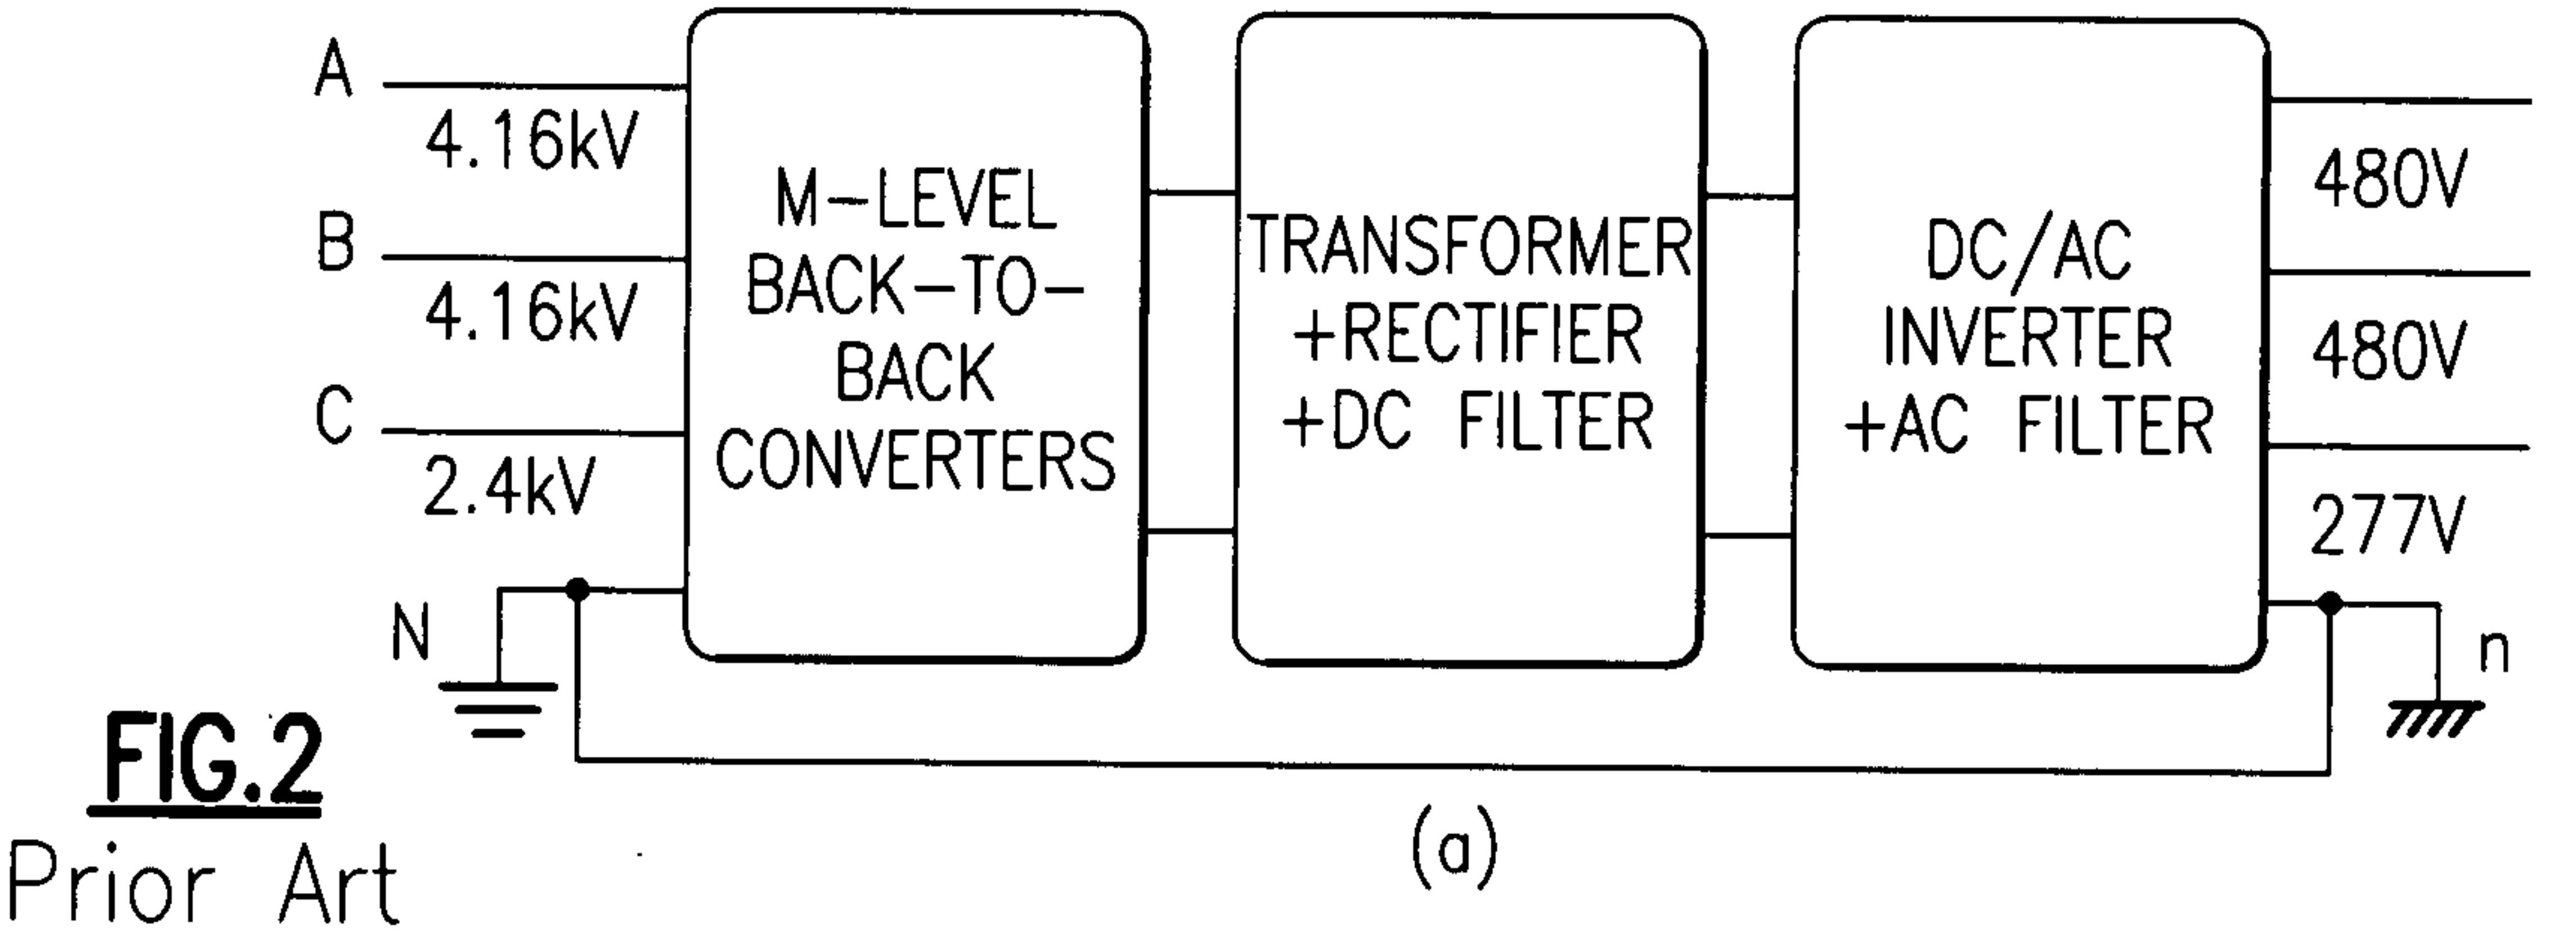 A
4.16kV
B
4.16kV
C
2.4kV
N
M-LEVEL
BACK-TO-
BACK
CONVERTERS
TRANSFORMER
+RECTIFIER
+DC FILTER
DC/AC
INVERTER
+AC FILTER
480V
480V
277V
n
(a)
FIG.2
Prior Art